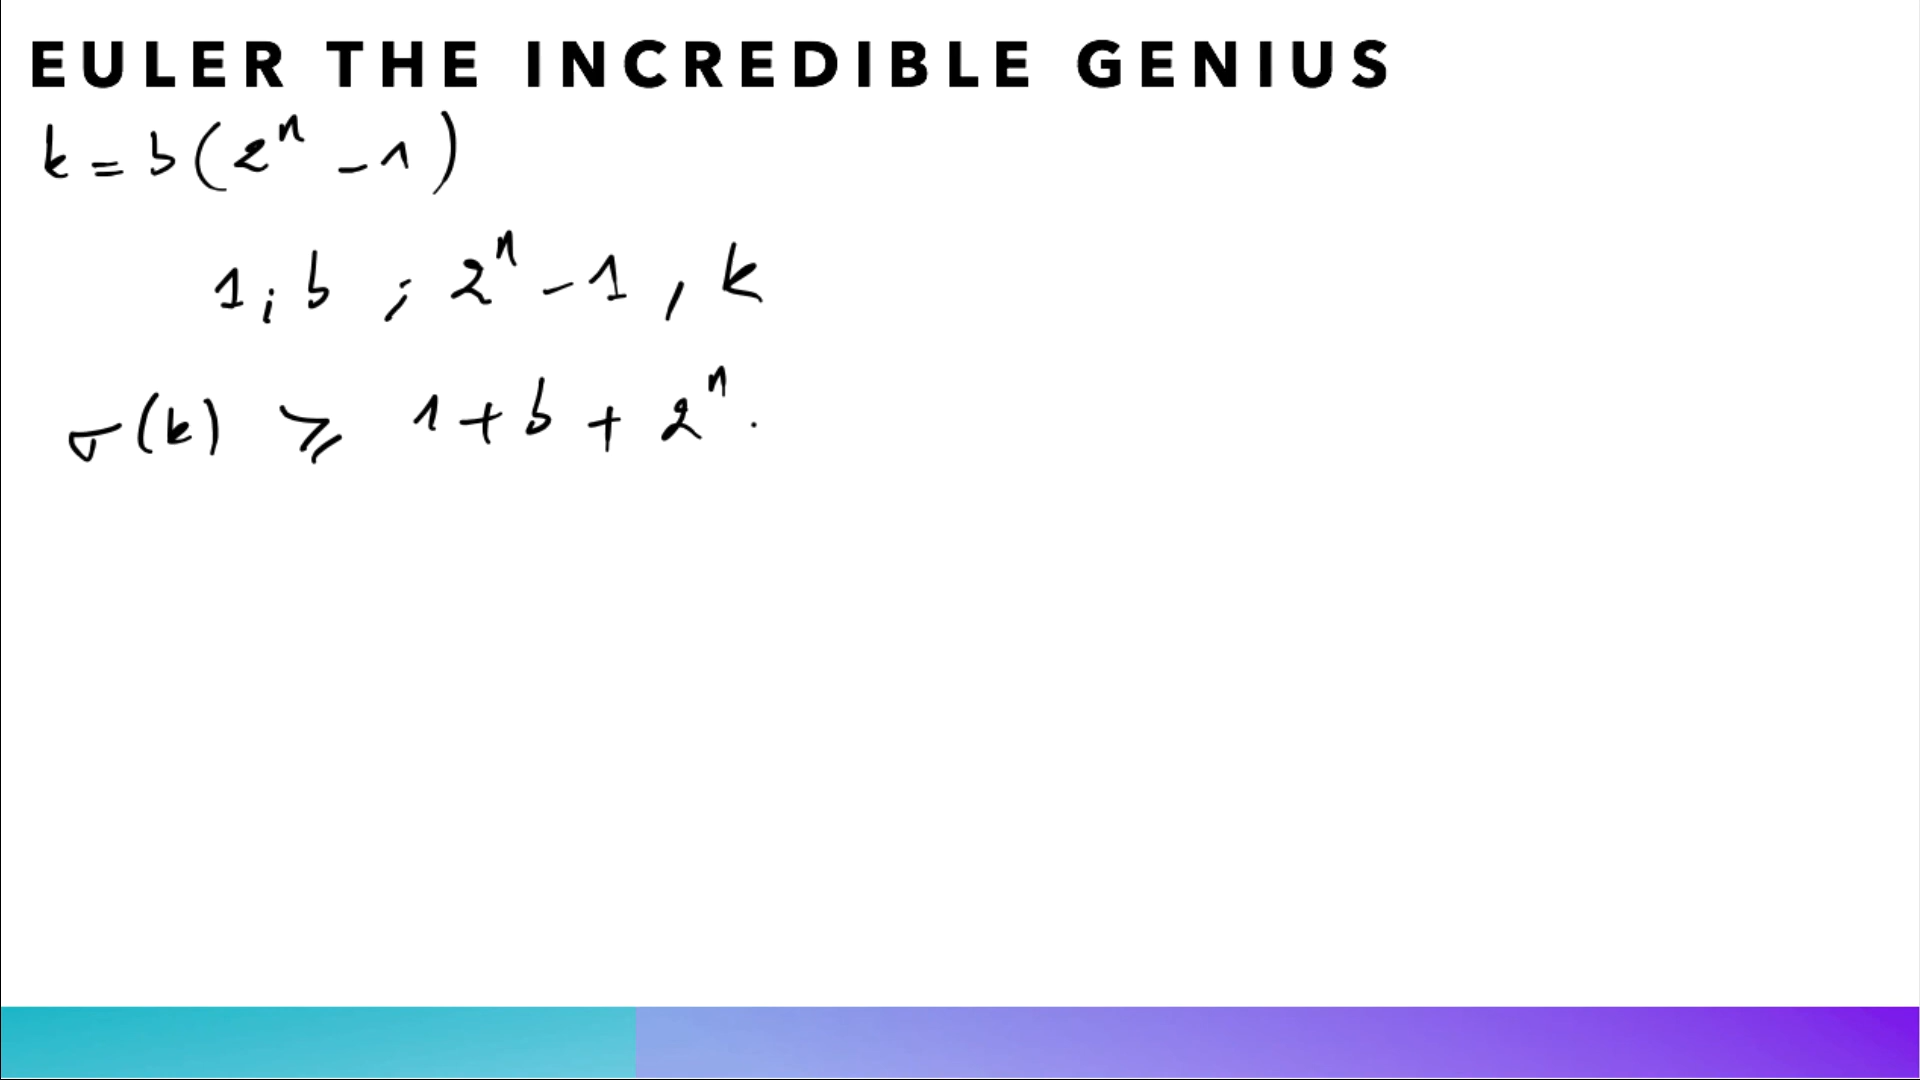 EULER THE INCREDIBLE GENIUS
k = b(2ⁿ - 1)
1 ; b ; 2ⁿ - 1 , k
σ(k) ⩾ 1 + b + 2ⁿ .